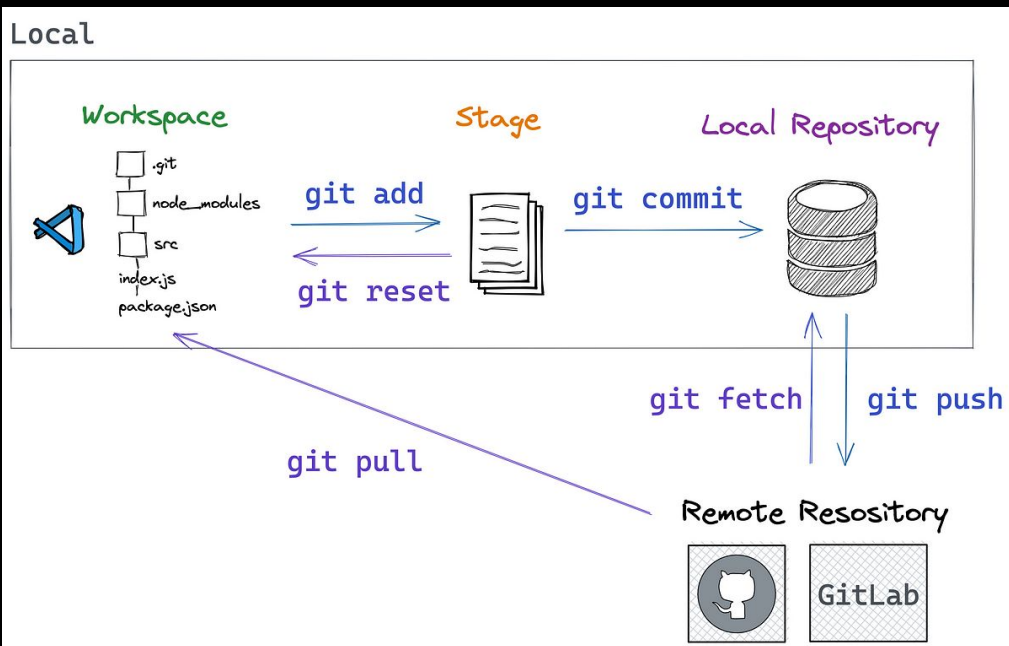 Local
Workspace
Stage
Local Repository
.git
node_modules
src
index.js
package.json
git add
git commit
git reset
git fetch
git push
git pull
Remote Resository
GitLab